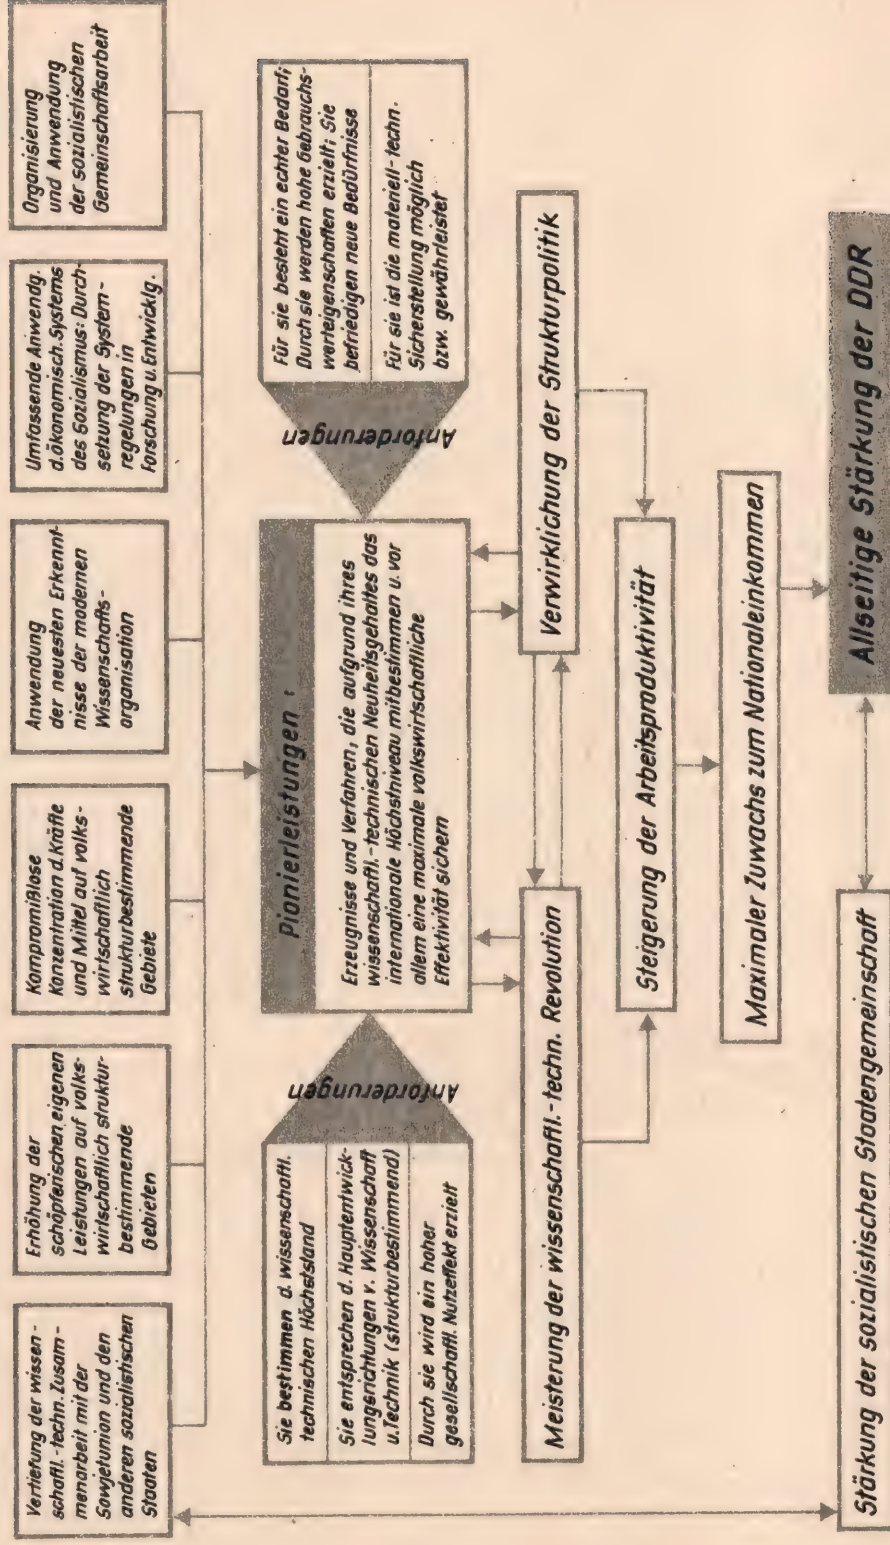 Vertiefung der wissen-
schaftl.-techn. Zusam-
menarbeit mit der
Sowjetunion und den
anderen sozialistischen
Staaten
Erhöhung der
schöpferischen eigenen
Leistungen auf volks-
wirtschaftlich struktur-
bestimmende
Gebieten
Kompromißlose
Konzentration d. Kräfte
und Mittel auf volks-
wirtschaftlich
strukturbestimmende
Gebiete
Anwendung
der neuesten Erkennt-
nisse der modernen
Wissenschafts-
organisation
Umfassende Anwendg.
d. ökonomisch. Systems
des Sozialismus: Durch-
setzung der System-
regelungen in
Forschung u. Entwicklg.
Organisierung
und Anwendung
der sozialistischen
Gemeinschaftsarbeit
Sie bestimmen d. wissenschaftl.
technischen Höchststand
Sie entsprechen d. Hauptentwick-
lungsrichtungen v. Wissenschaft
u. Technik (strukturbestimmend)
Durch sie wird ein hoher
gesellschaftl. Nutzeffekt erzielt
Anforderungen
Pionierleistungen
Erzeugnisse und Verfahren, die aufgrund ihres
wissenschaftl.-technischen Neuheitsgehaltes das
internationale Höchstniveau mitbestimmen u. vor
allem eine maximale volkswirtschaftliche
Effektivität sichern
Anforderungen
Für sie besteht ein echter Bedarf;
Durch sie werden hohe Gebrauchs-
werteigenschaften erzielt; Sie
befriedigen neue Bedürfnisse
Für sie ist die materiell-techn.
Sicherstellung möglich
bzw. gewährleistet
Meisterung der wissenschaftl.-techn. Revolution
Verwirklichung der Strukturpolitik
Steigerung der Arbeitsproduktivität
Maximaler Zuwachs zum Nationaleinkommen
Stärkung der sozialistischen Staatengemeinschaft
Allseitige Stärkung der DDR